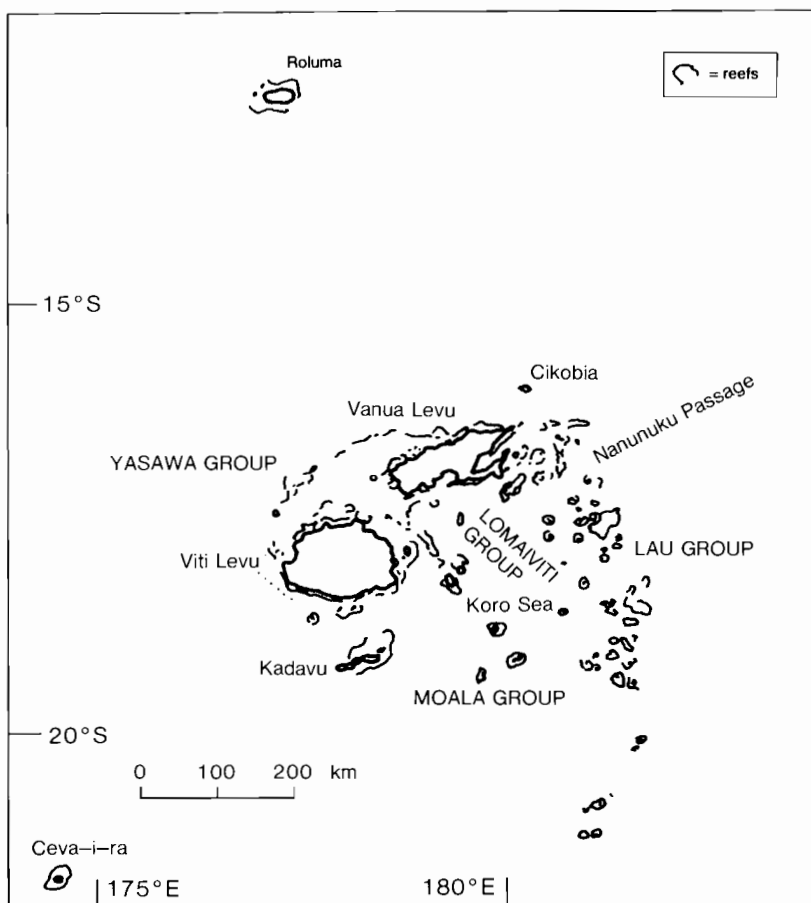 Roluma
= reefs
15°S
Cikobia
Vanua Levu
Nanunuku Passage
YASAWA GROUP
LOMAIVITI
GROUP
LAU GROUP
Viti Levu
Koro Sea
Kadavu
MOALA GROUP
20°S
0 100 200 km
Ceva-i-ra
175°E
180°E